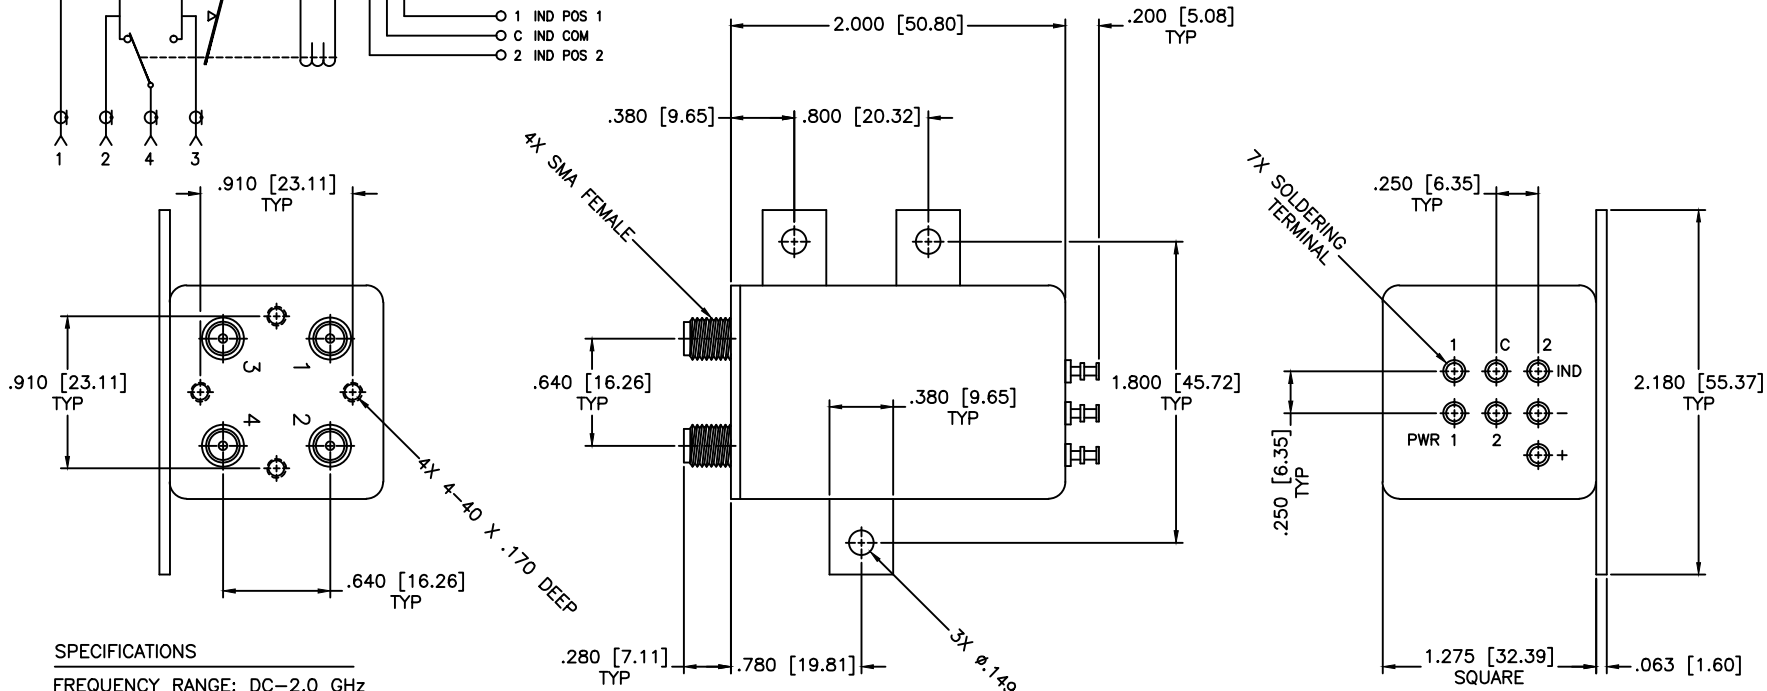 1 IND POS 1
C IND COM
2 IND POS 2
1 2 4 3
2.000 [50.80]
.200 [5.08]
TYP
.380 [9.65]
.800 [20.32]
4X SMA FEMALE
7X SOLDERING
TERMINAL
.910 [23.11]
TYP
.250 [6.35]
TYP
3 1
4 2
.910 [23.11]
TYP
4X 4-40 X .170 DEEP
.640 [16.26]
TYP
.640 [16.26]
TYP
.380 [9.65]
TYP
1.800 [45.72]
TYP
1 C 2
IND
-
PWR 1 2
+
.250 [6.35]
TYP
2.180 [55.37]
TYP
.280 [7.11]
TYP
.780 [19.81]
3X ø.149
1.275 [32.39]
SQUARE
.063 [1.60]
SPECIFICATIONS
FREQUENCY RANGE: DC-2.0 GHz